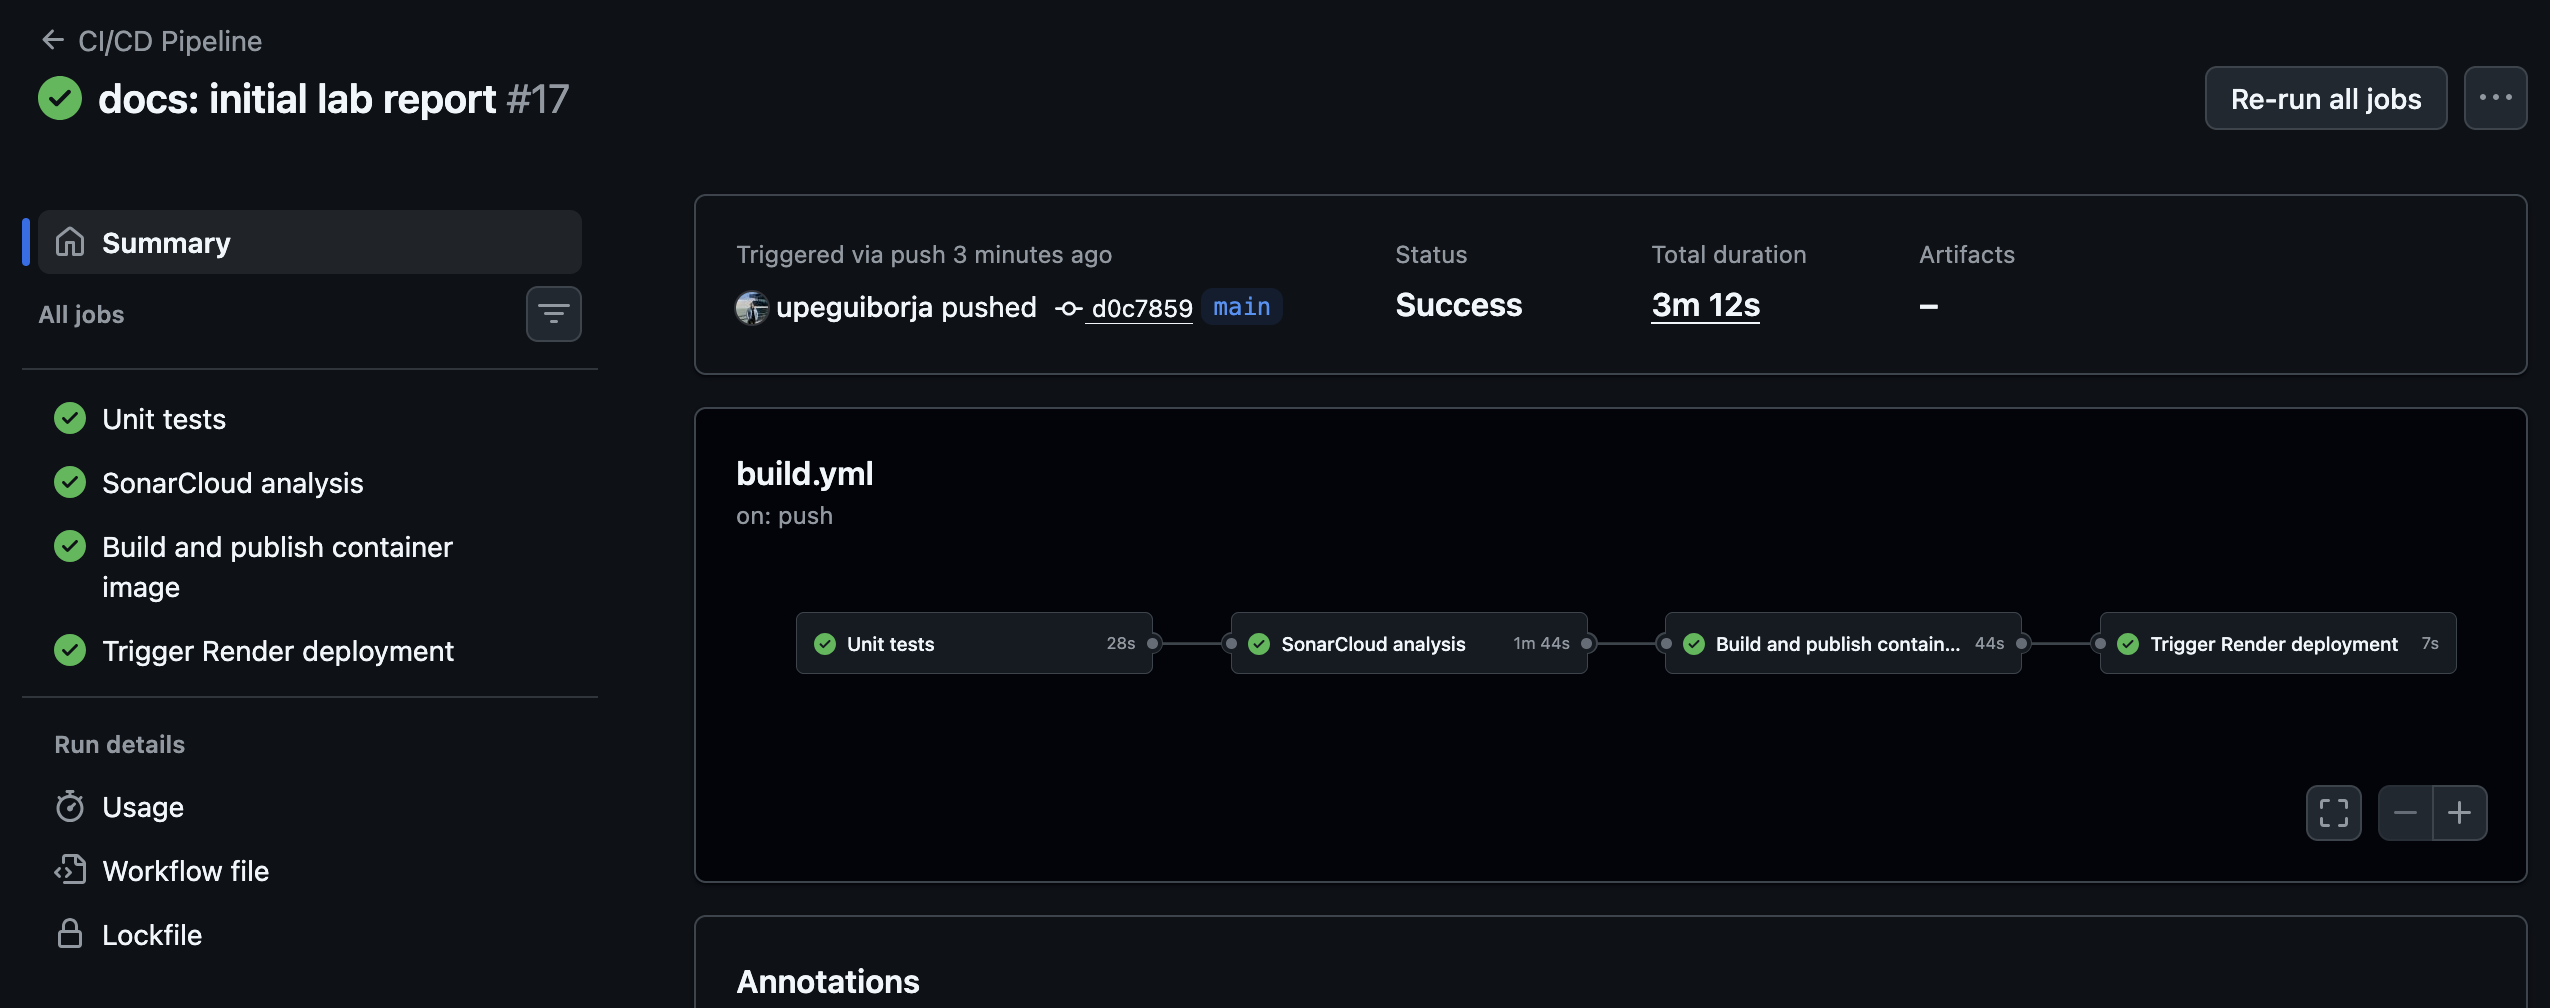 CI/CD Pipeline
docs: initial lab report #17
Re-run all jobs
Summary
All jobs
Unit tests
SonarCloud analysis
Build and publish container
image
Trigger Render deployment
Run details
Usage
Workflow file
Lockfile
Triggered via push 3 minutes ago
upeguiborja pushed d0c7859 main
Status
Success
Total duration
3m 12s
Artifacts
–
build.yml
on: push
Unit tests 28s
SonarCloud analysis 1m 44s
Build and publish contain... 44s
Trigger Render deployment 7s
Annotations